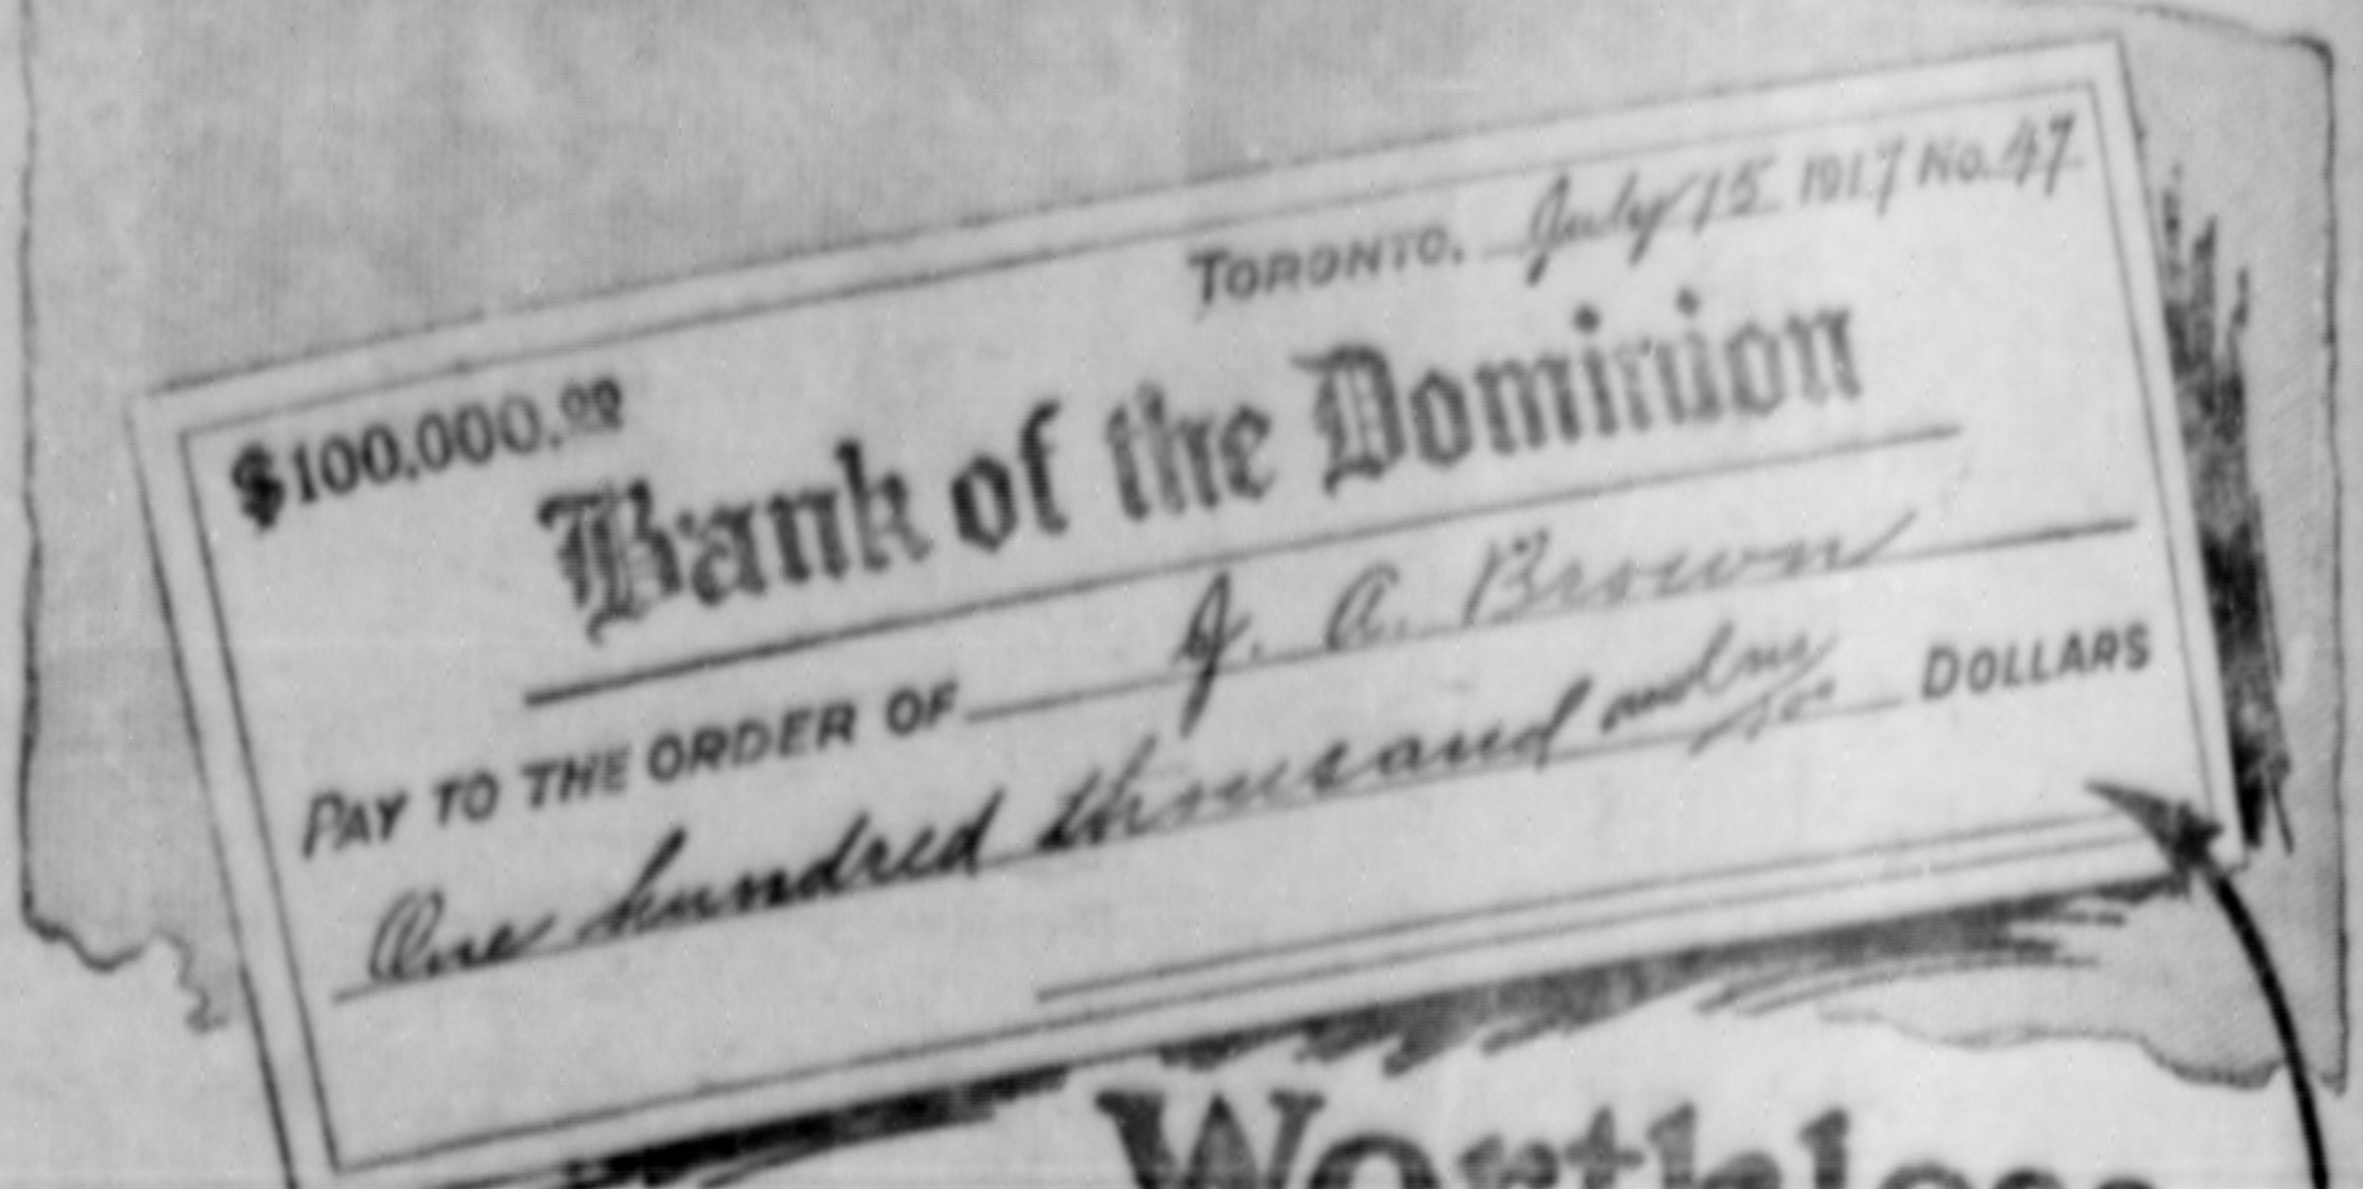 TORONTO. July 15 1917 No. 47
$100,000.00
Bank of the Dominion
PAY TO THE ORDER OF J. A. Brown
One hundred thousand and no/100 DOLLARS
Worthless